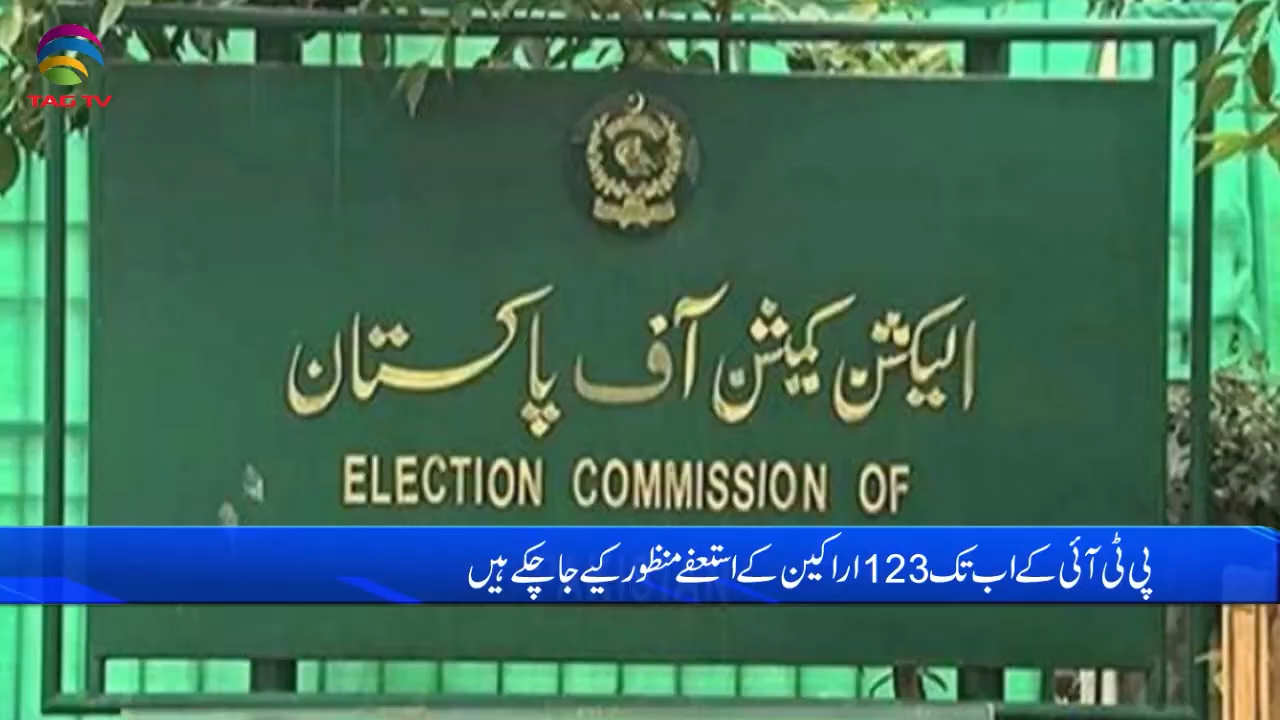 TAG TV
الیکشن کمیشن آف پاکستان
ELECTION COMMISSION OF
پی ٹی آئی کے اب تک 123 اراکین کے استعفے منظور کیے جا چکے ہیں